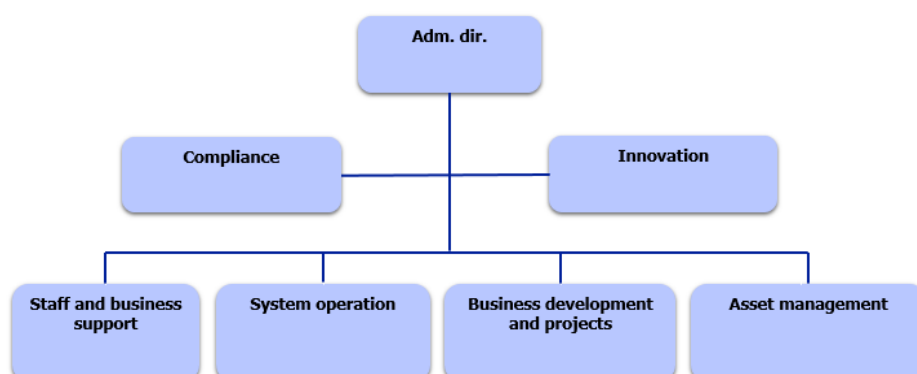 Adm. dir.
Compliance
Innovation
Staff and business
support
System operation
Business development
and projects
Asset management